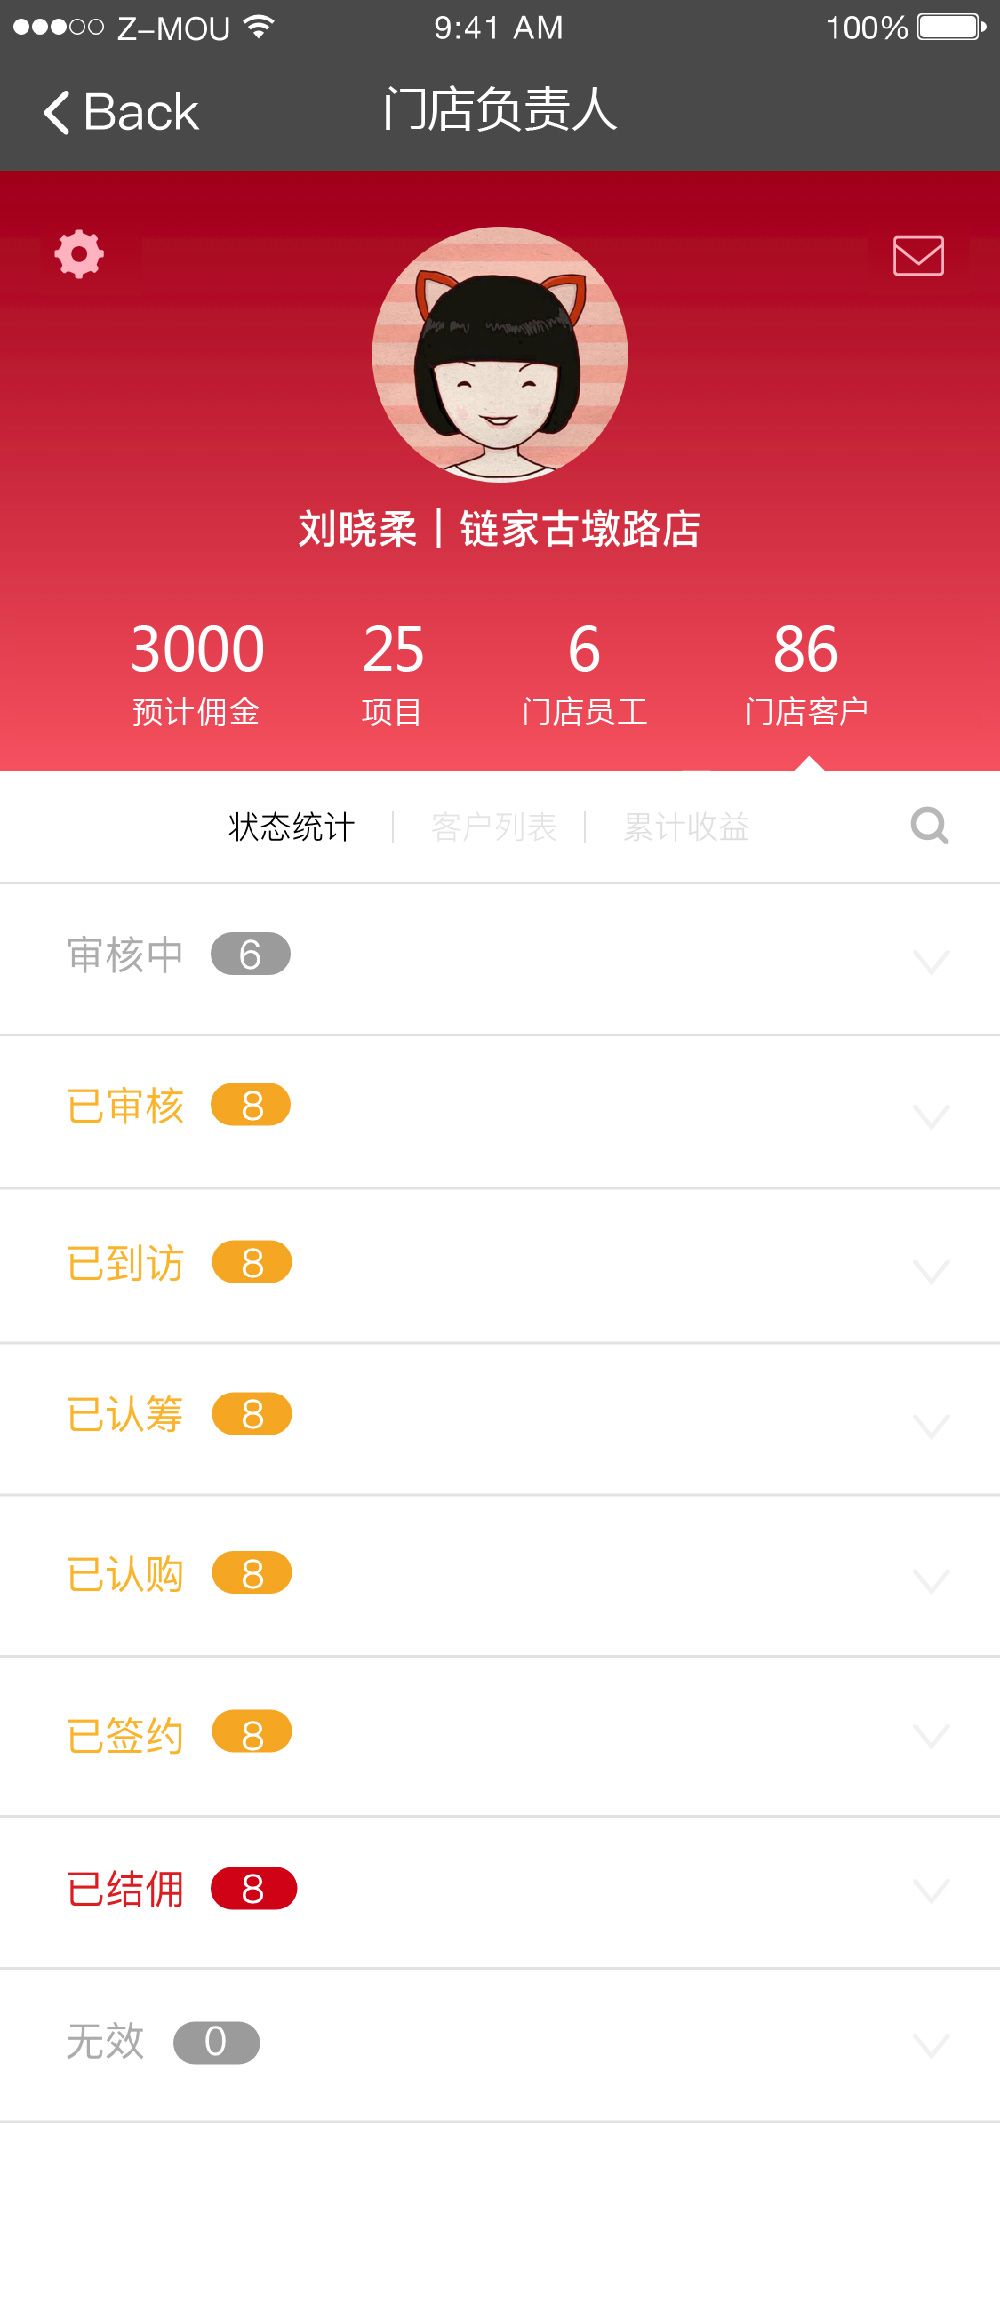 Z-MOU 9:41 AM 100%
Back 门店负责人
刘晓柔 | 链家古墩路店
3000 25 6 86
预计佣金 项目 门店员工 门店客户
状态统计 | 客户列表 | 累计收益
审核中 6
已审核 8
已到访 8
已认筹 8
已认购 8
已签约 8
已结佣 8
无效 0